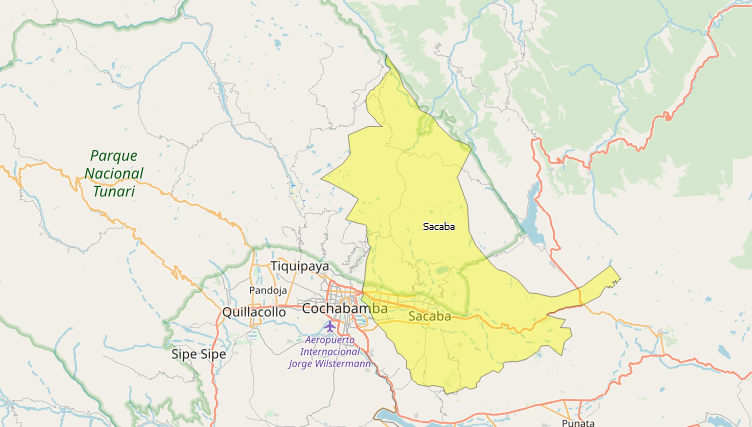 Parque
Nacional
Tunari
Sacaba
Tiquipaya
Pandoja
Quillacollo
Cochabamba
Sacaba
Sipe Sipe
Aeropuerto
Internacional
Jorge Wilstermann
Punata